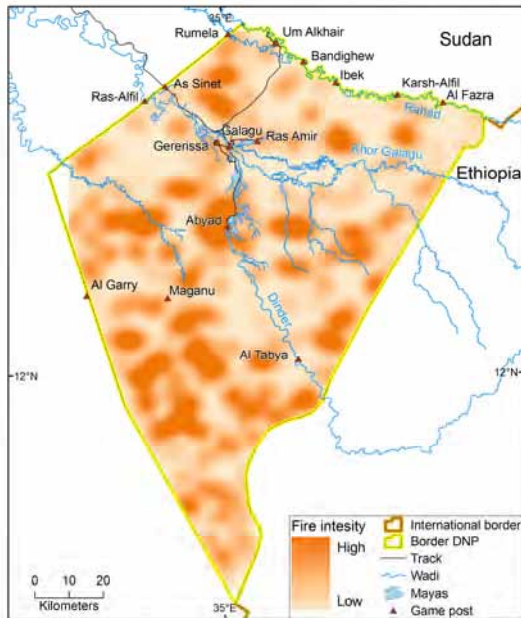 35°E
Rumela
Um Alkhair
Sudan
Bandighew
Ibek
As Sinet
Karsh-Alfil
Ras-Alfil
Al Fazra
Rahad
Galagu
Ras Amir
Gererissa
Khor Galagu
Ethiopia
Abyad
Al Garry
Maganu
Dinder
Al Tabya
12°N
12°N
Fire intesity
High
Low
International border
Border DNP
Track
Wadi
Mayas
Game post
0 10 20
Kilometers
35°E